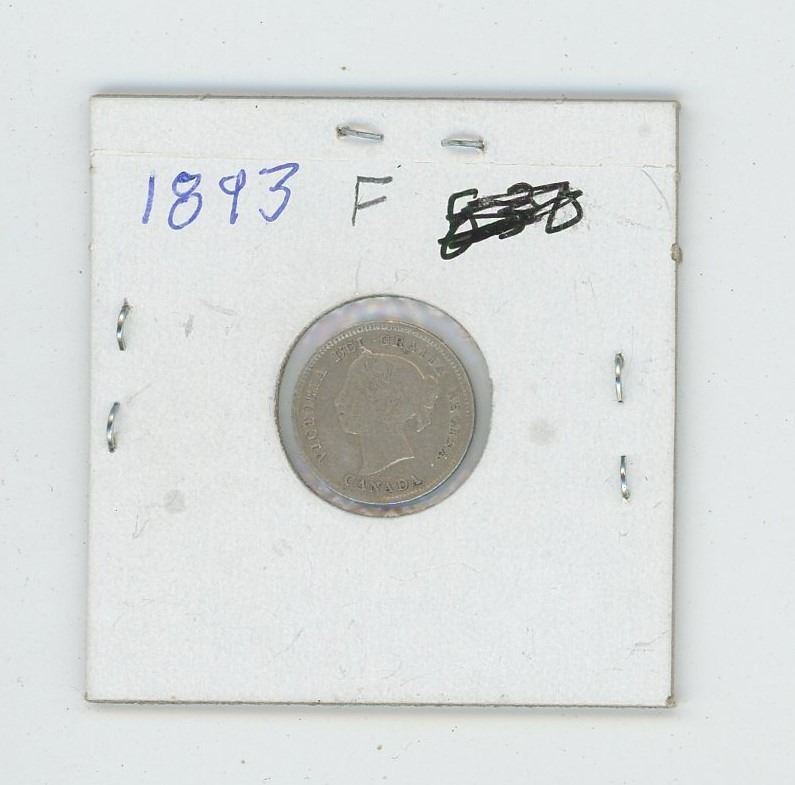 1893 F
VICTORIA DEI GRATIA REGINA
CANADA